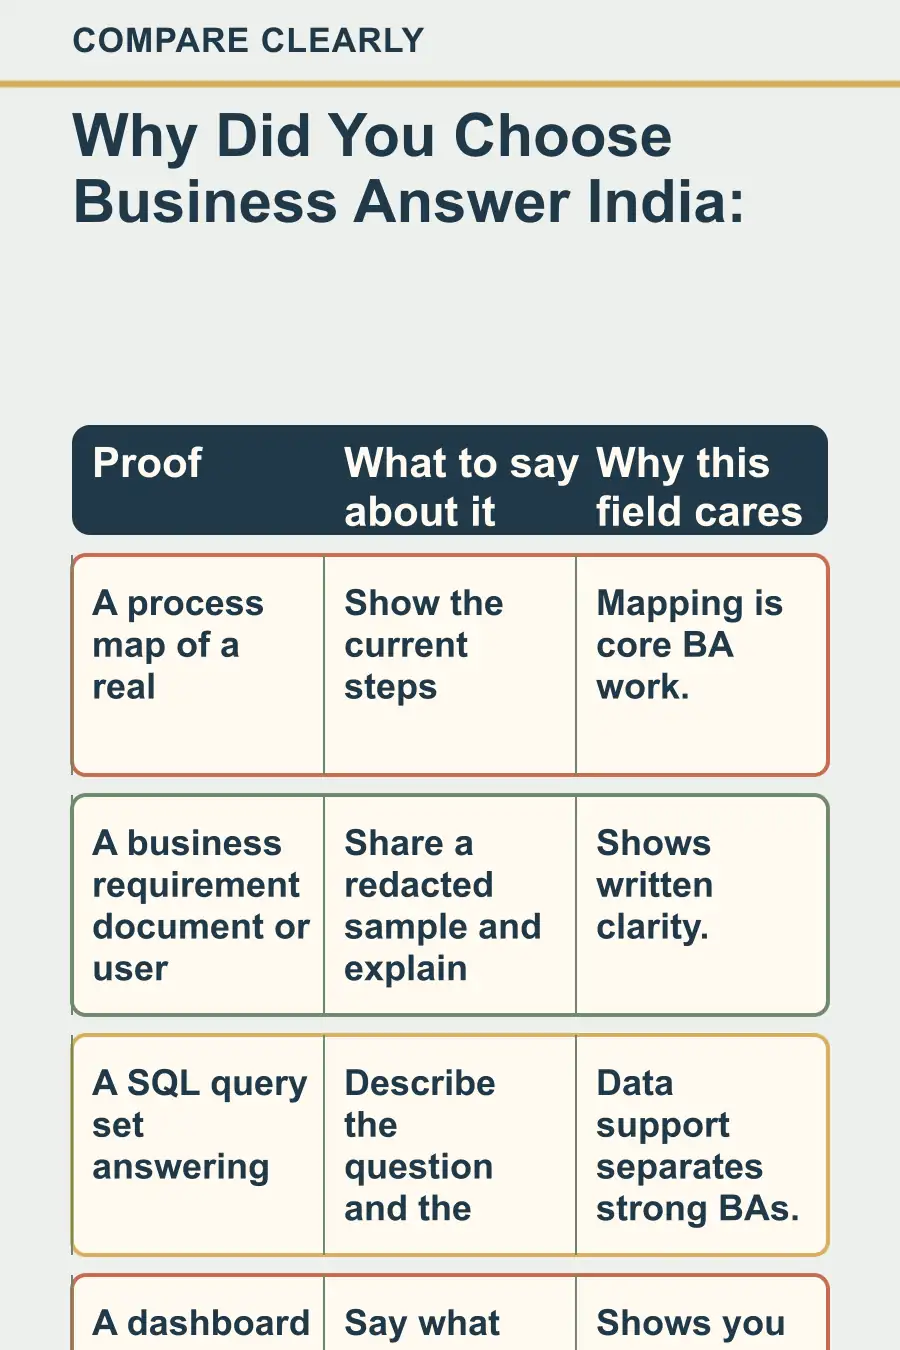 COMPARE CLEARLY
Why Did You Choose
Business Answer India:
Proof
What to say
about it
Why this
field cares
A process
map of a
real
Show the
current
steps
Mapping is
core BA
work.
A business
requirement
document or
user
Share a
redacted
sample and
explain
Shows
written
clarity.
A SQL query
set
answering
Describe
the
question
and the
Data
support
separates
strong BAs.
A dashboard
Say what
Shows you